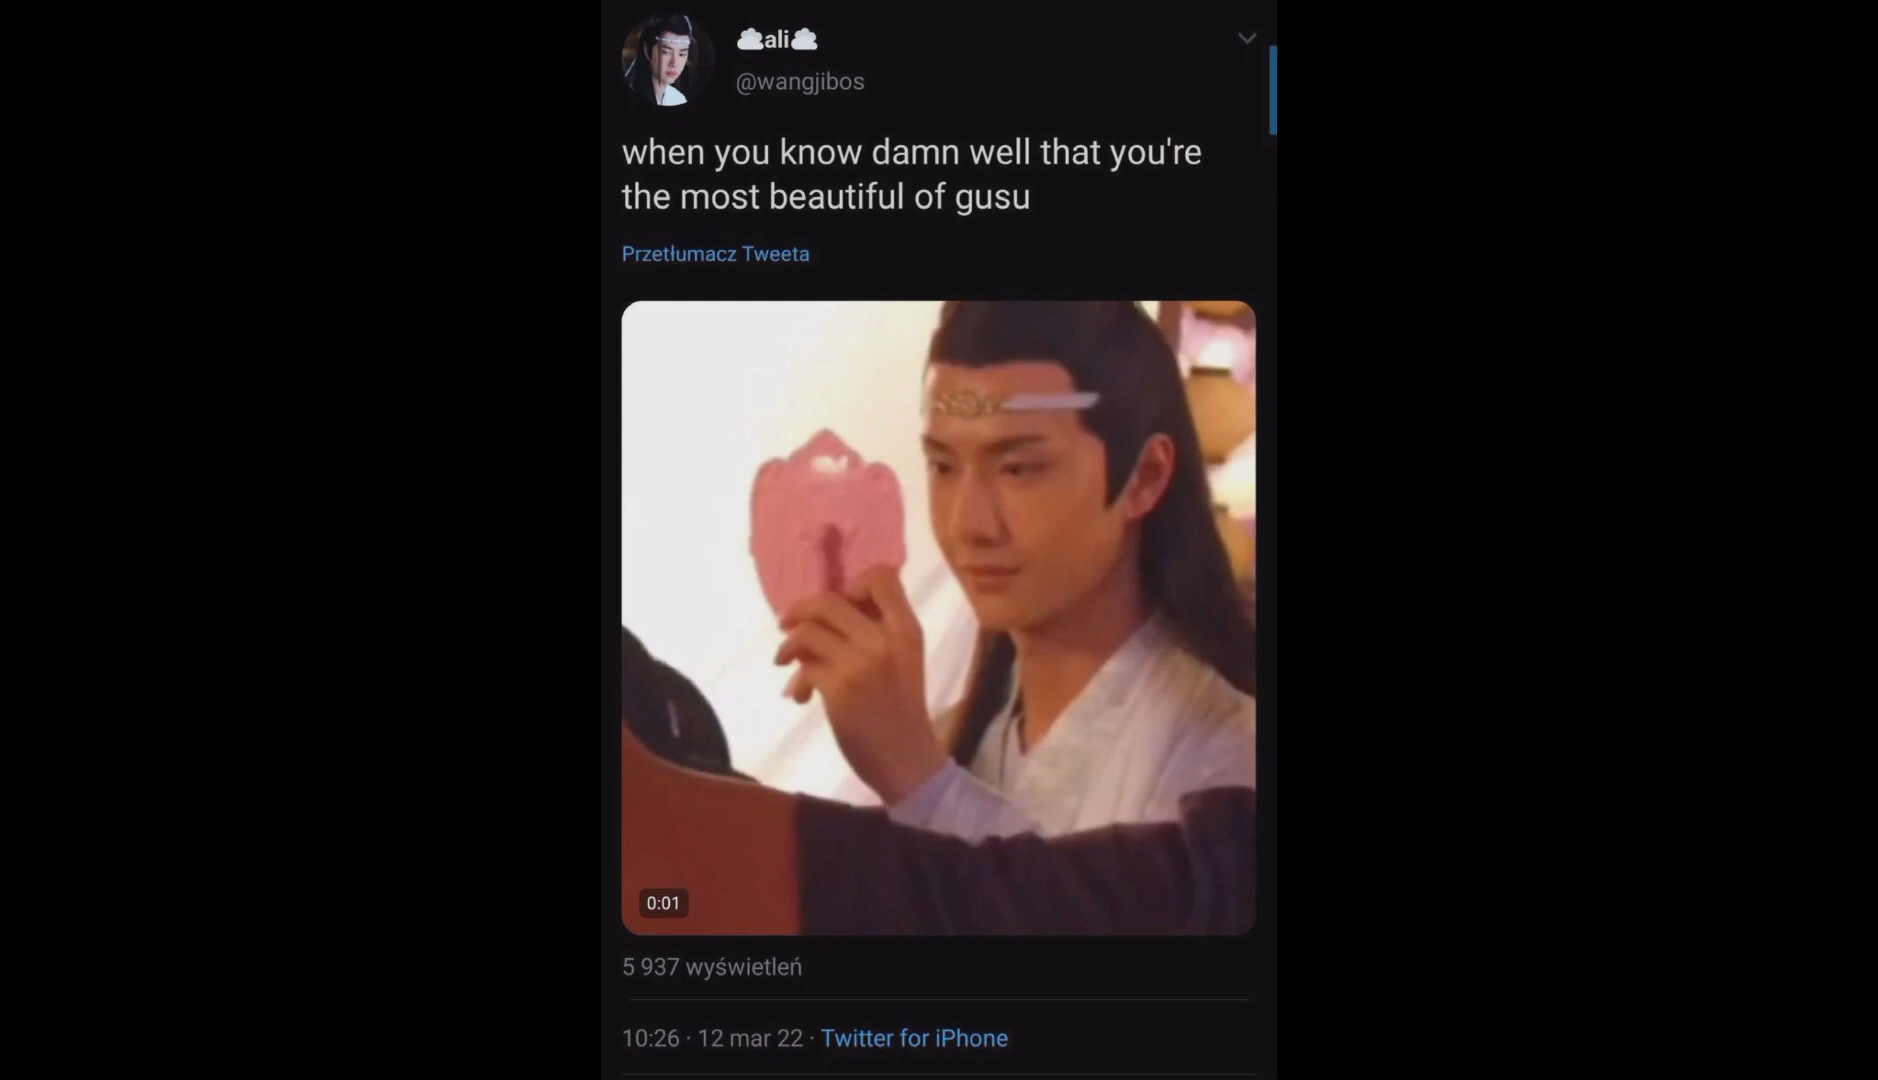 ali
@wangjibos
when you know damn well that you're
the most beautiful of gusu
Przetłumacz Tweeta
0:01
5 937 wyświetleń
10:26 · 12 mar 22 · Twitter for iPhone